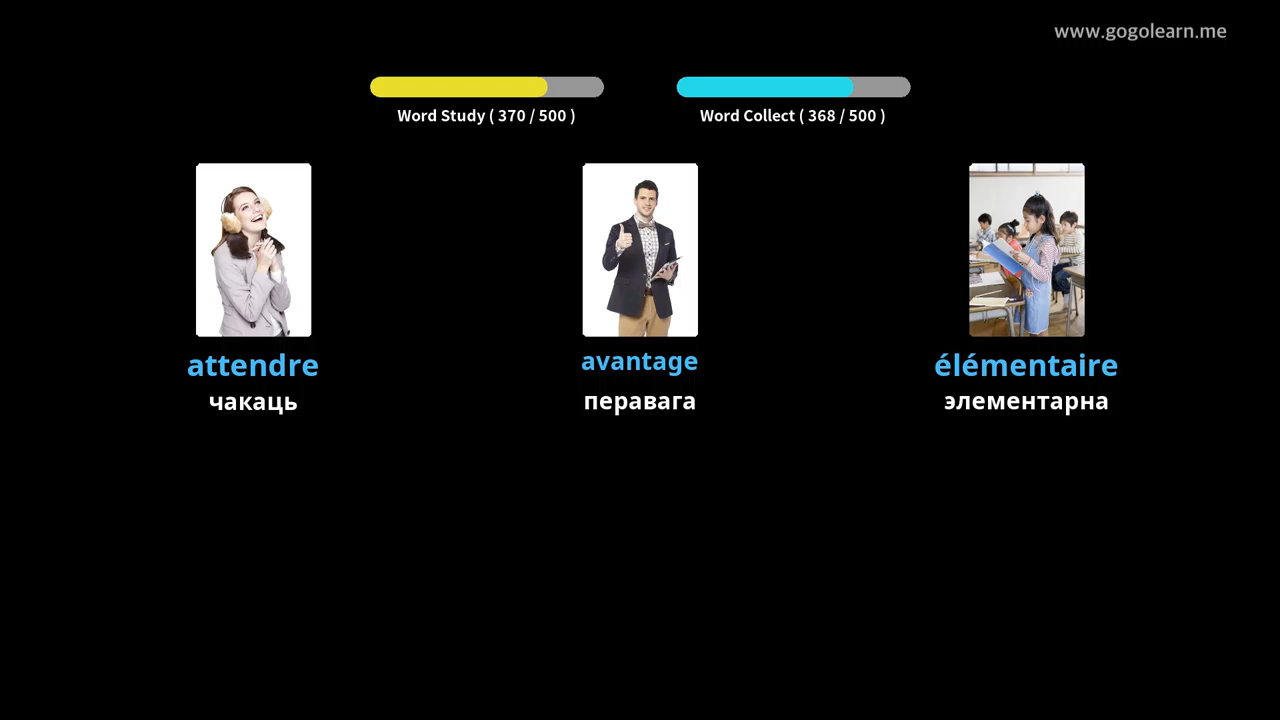 www.gogolearn.me
Word Study ( 370 / 500 )
Word Collect ( 368 / 500 )
attendre
чакаць
avantage
перавага
élémentaire
элементарна